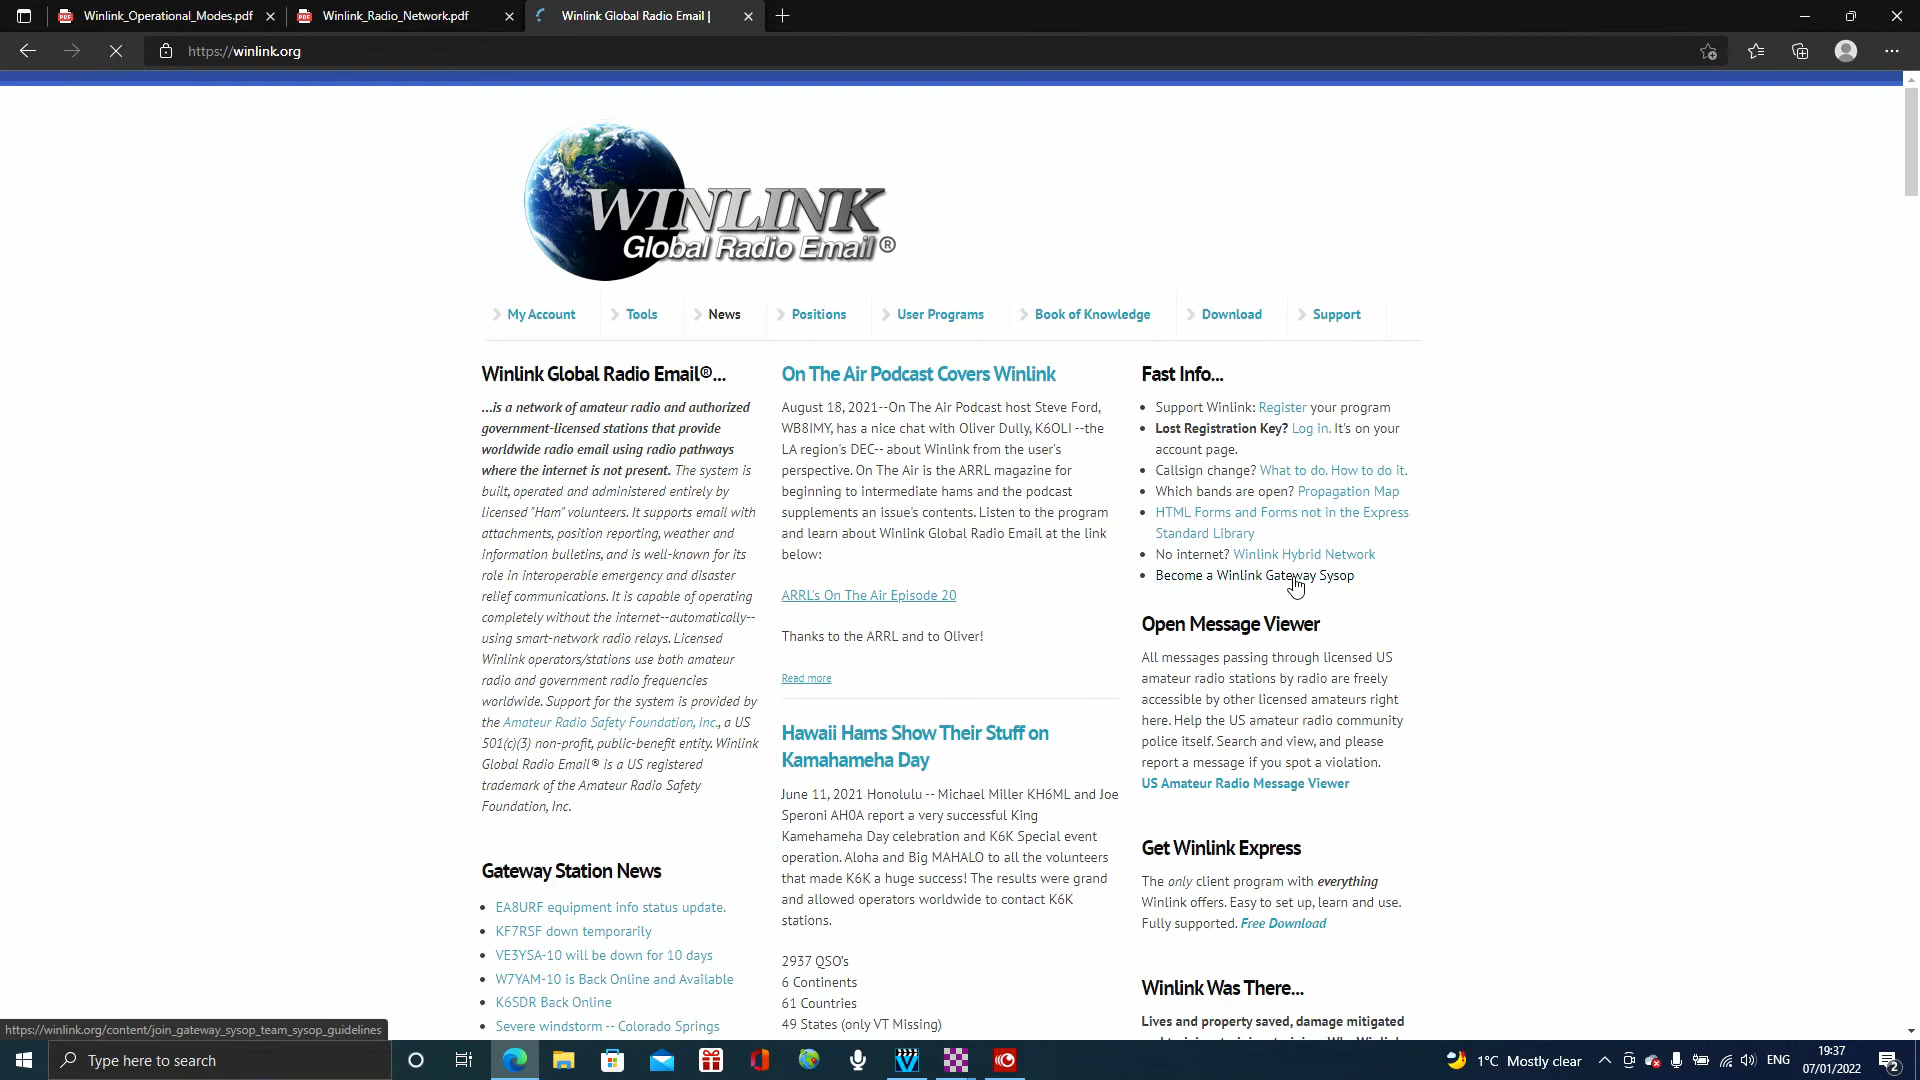 Winlink_Operational_Modes.pdf
Winlink_Radio_Network.pdf
Winlink Global Radio Email |
https://winlink.org
WINLINK
Global Radio Email ®
My Account
Tools
News
Positions
User Programs
Book of Knowledge
Download
Support
Winlink Global Radio Email®...
...is a network of amateur radio and authorized
government-licensed stations that provide
worldwide radio email using radio pathways
where the internet is not present. The system is
built, operated and administered entirely by
licensed "Ham" volunteers. It supports email with
attachments, position reporting, weather and
information bulletins, and is well-known for its
role in interoperable emergency and disaster
relief communications. It is capable of operating
completely without the internet--automatically--
using smart-network radio relays. Licensed
Winlink operators/stations use both amateur
radio and government radio frequencies
worldwide. Support for the system is provided by
the Amateur Radio Safety Foundation, Inc., a US
501(c)(3) non-profit, public-benefit entity. Winlink
Global Radio Email® is a US registered
trademark of the Amateur Radio Safety
Foundation, Inc.
Gateway Station News
EA8URF equipment info status update.
KF7RSF down temporarily
VE3YSA-10 will be down for 10 days
W7YAM-10 is Back Online and Available
K6SDR Back Online
Severe windstorm -- Colorado Springs
On The Air Podcast Covers Winlink
August 18, 2021--On The Air Podcast host Steve Ford,
WB8IMY, has a nice chat with Oliver Dully, K6OLI --the
LA region's DEC-- about Winlink from the user's
perspective. On The Air is the ARRL magazine for
beginning to intermediate hams and the podcast
supplements an issue's contents. Listen to the program
and learn about Winlink Global Radio Email at the link
below:
ARRL's On The Air Episode 20
Thanks to the ARRL and to Oliver!
Read more
Hawaii Hams Show Their Stuff on
Kamahameha Day
June 11, 2021 Honolulu -- Michael Miller KH6ML and Joe
Speroni AH0A report a very successful King
Kamehameha Day celebration and K6K Special event
operation. Aloha and Big MAHALO to all the volunteers
that made K6K a huge success! The results were grand
and allowed operators worldwide to contact K6K
stations.
2937 QSO's
6 Continents
61 Countries
49 States (only VT Missing)
Fast Info...
Support Winlink: Register your program
Lost Registration Key? Log in. It's on your
account page.
Callsign change? What to do. How to do it.
Which bands are open? Propagation Map
HTML Forms and Forms not in the Express
Standard Library
No internet? Winlink Hybrid Network
Become a Winlink Gateway Sysop
Open Message Viewer
All messages passing through licensed US
amateur radio stations by radio are freely
accessible by other licensed amateurs right
here. Help the US amateur radio community
police itself. Search and view, and please
report a message if you spot a violation.
US Amateur Radio Message Viewer
Get Winlink Express
The only client program with everything
Winlink offers. Easy to set up, learn and use.
Fully supported. Free Download
Winlink Was There...
Lives and property saved, damage mitigated
https://winlink.org/content/join_gateway_sysop_team_sysop_guidelines
Type here to search
1°C Mostly clear
ENG
19:37
07/01/2022
2